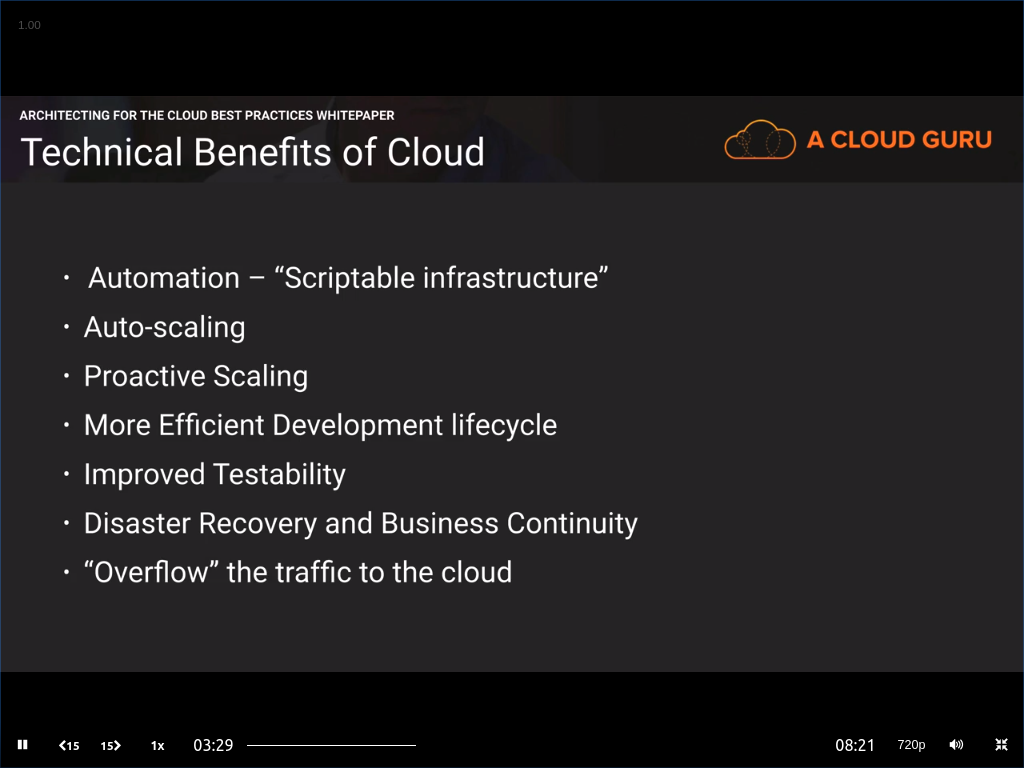 1.00
ARCHITECTING FOR THE CLOUD BEST PRACTICES WHITEPAPER
Technical Benefits of Cloud
A CLOUD GURU
· Automation – “Scriptable infrastructure”
· Auto-scaling
· Proactive Scaling
· More Efficient Development lifecycle
· Improved Testability
· Disaster Recovery and Business Continuity
· “Overflow” the traffic to the cloud
15 15 1x 03:29 08:21 720p